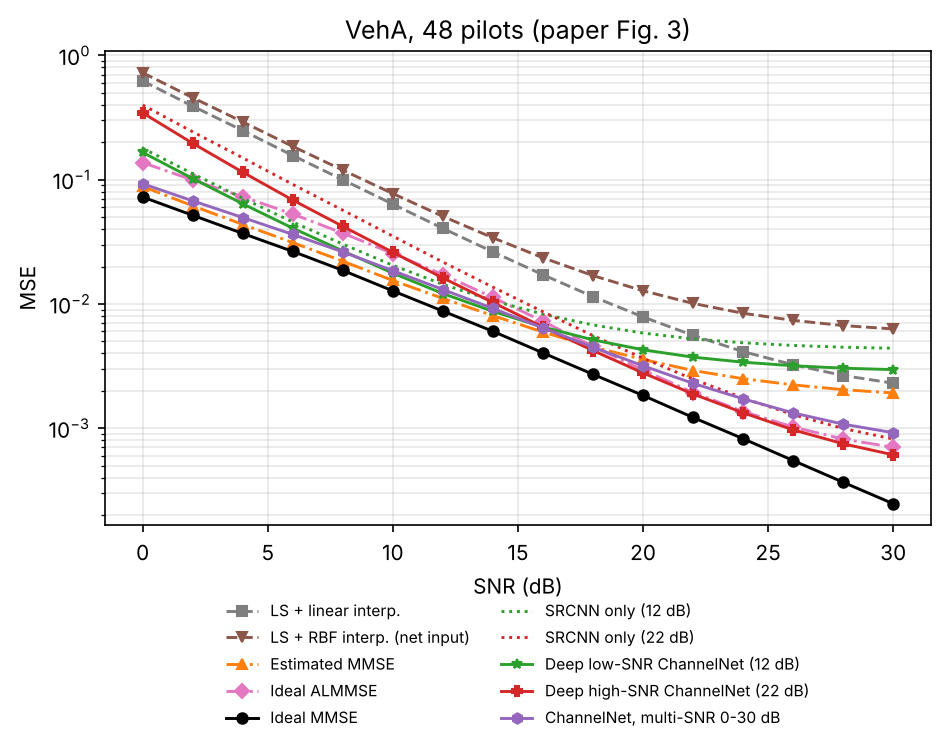 VehA, 48 pilots (paper Fig. 3)
MSE
10⁰
10⁻¹
10⁻²
10⁻³
0 5 10 15 20 25 30
SNR (dB)
LS + linear interp.
LS + RBF interp. (net input)
Estimated MMSE
Ideal ALMMSE
Ideal MMSE
SRCNN only (12 dB)
SRCNN only (22 dB)
Deep low-SNR ChannelNet (12 dB)
Deep high-SNR ChannelNet (22 dB)
ChannelNet, multi-SNR 0-30 dB